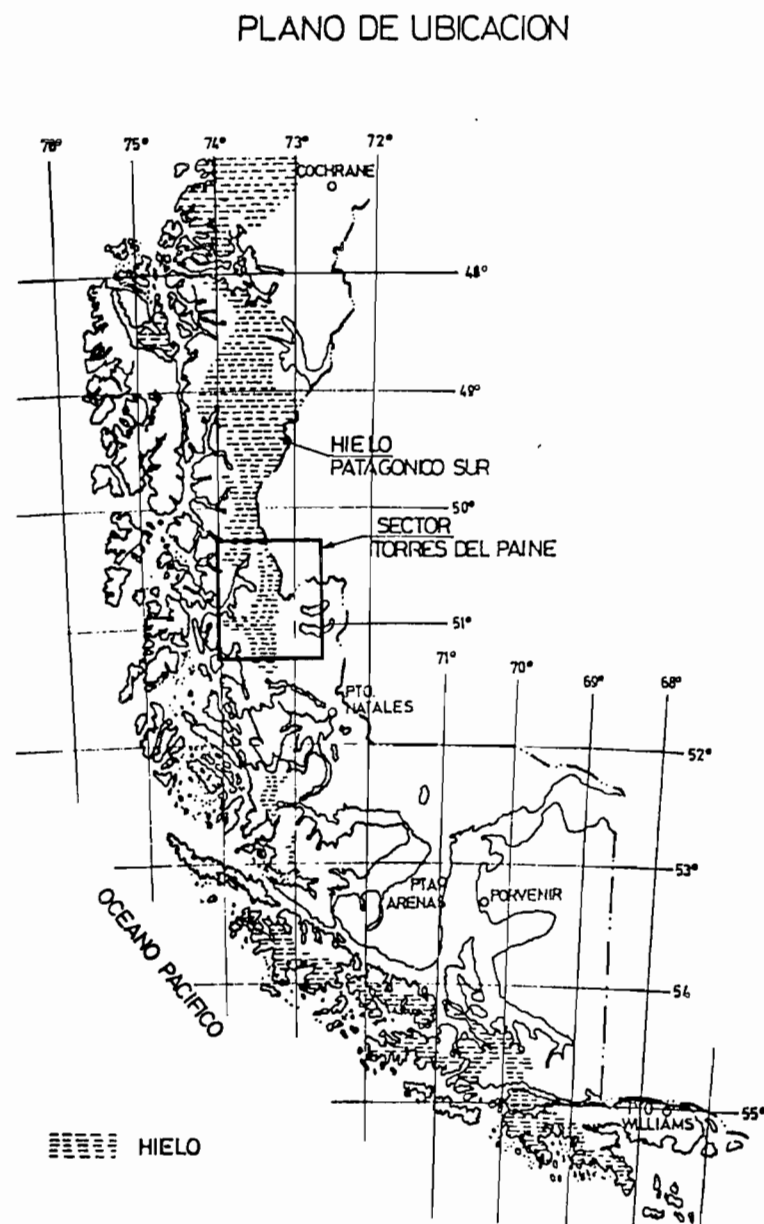 PLANO DE UBICACION
76° 75° 74° 73° 72°
COCHRANE
48°
49°
HIELO
PATAGONICO SUR
50°
SECTOR
TORRES DEL PAINE
51°
71° 70° 69° 68°
PTO.
NATALES
52°
53°
PTA.
ARENAS
PORVENIR
OCEANO PACIFICO
54
55°
WILLIAMS
HIELO